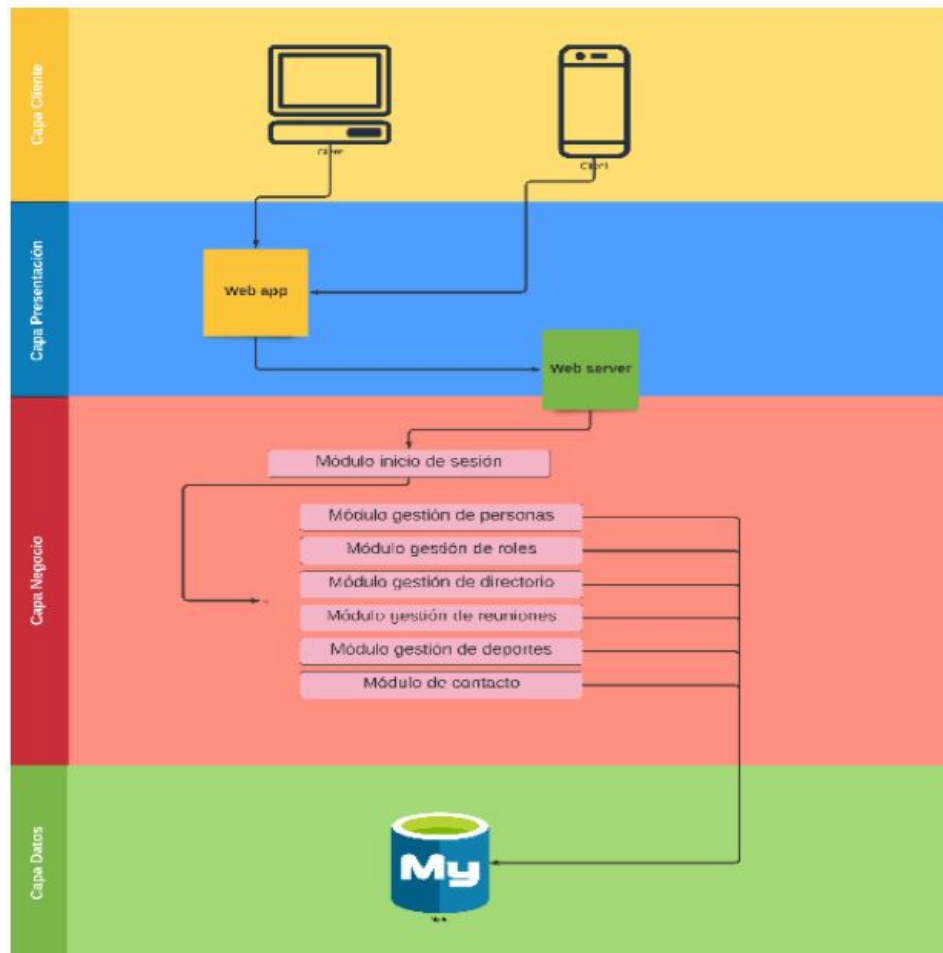 Capa Cliente
Client
Client
Capa Presentación
Web app
Web server
Capa Negocio
Módulo inicio de sesión
Módulo gestión de personas
Módulo gestión de roles
Módulo gestión de directorio
Módulo gestión de reuniones
Módulo gestión de deportes
Módulo de contacto
Capa Datos
My